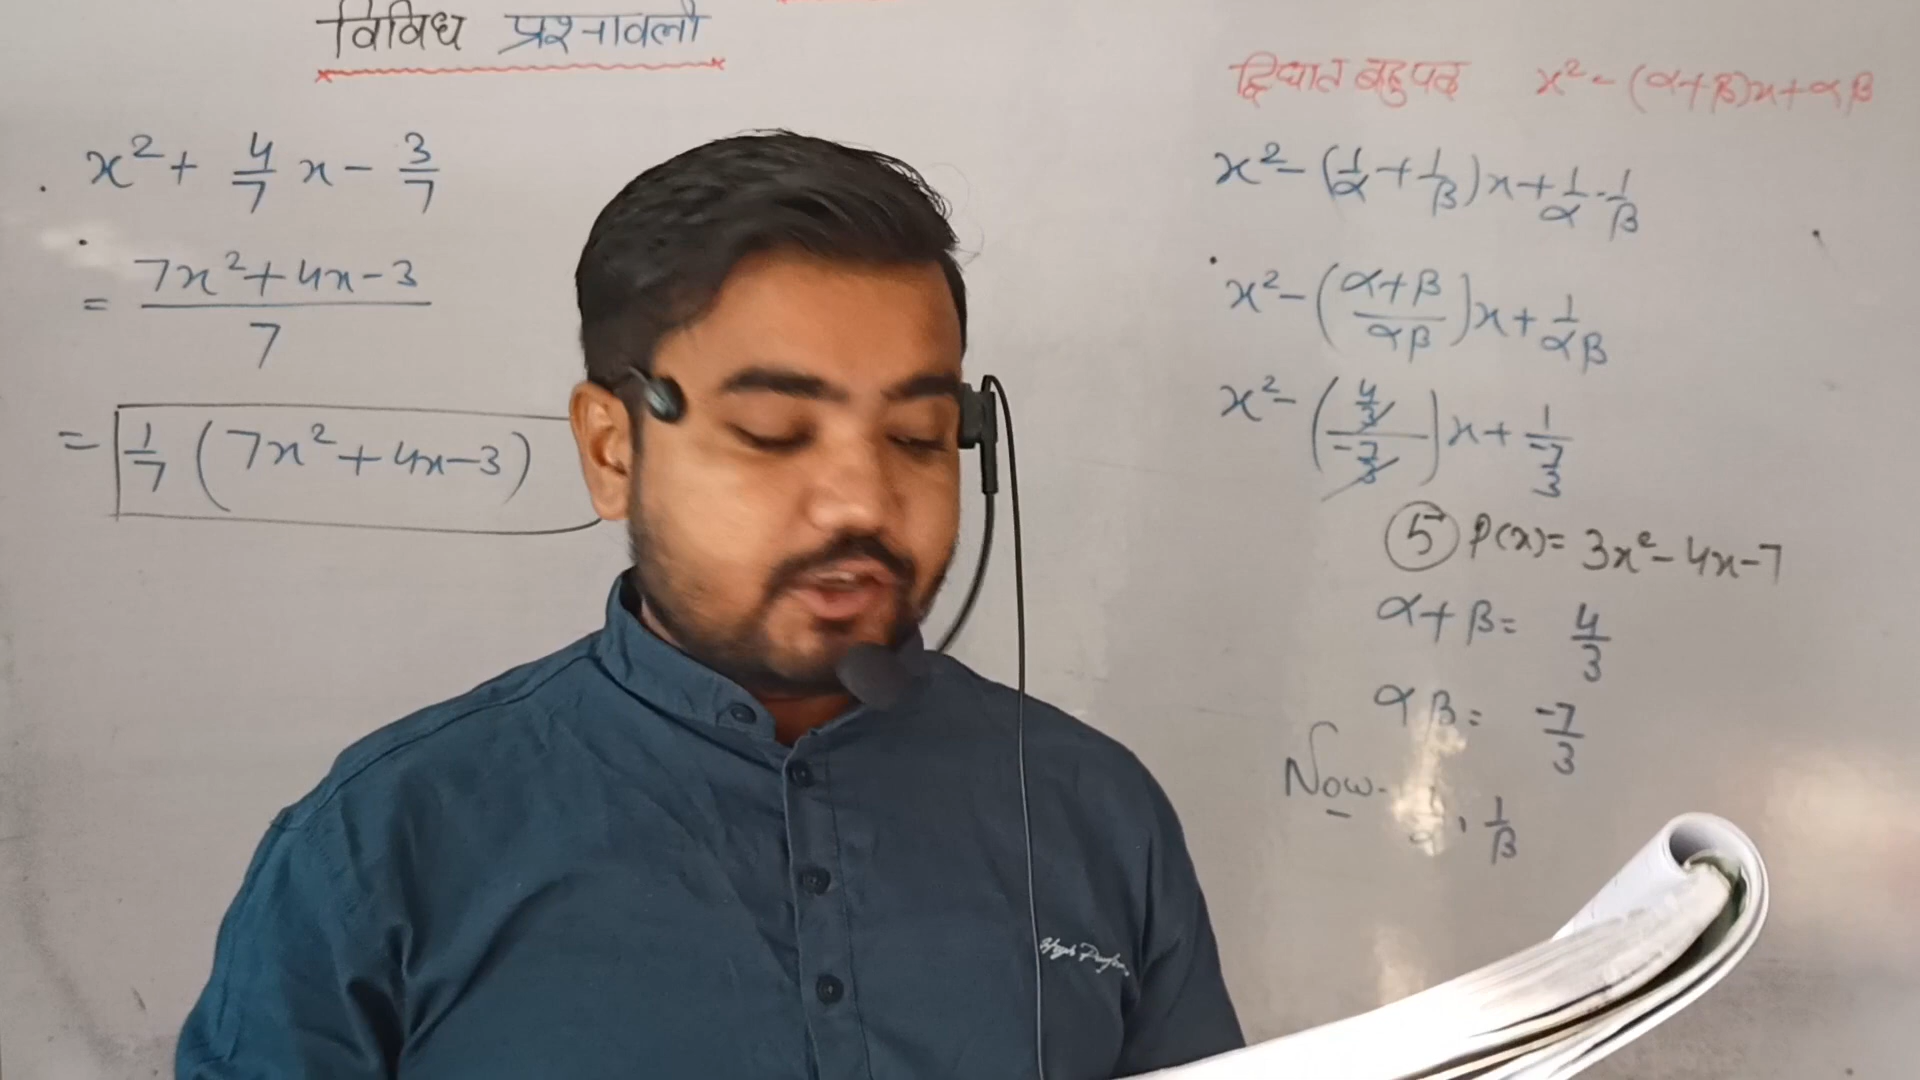 विविध प्रश्नावली
x² + 4/7 x - 3/7
= 7x² + 4x - 3 / 7
= 1/7 (7x² + 4x - 3)
द्विघात बहुपद x² - (α+β)x + αβ
x² - (1/α + 1/β)x + 1/α · 1/β
x² - (α+β / αβ)x + 1/αβ
x² - (4/3 / -7/3)x + 1 / -7/3
⑤ P(x) = 3x² - 4x - 7
α + β = 4/3
αβ = -7/3
Now - 1/α , 1/β